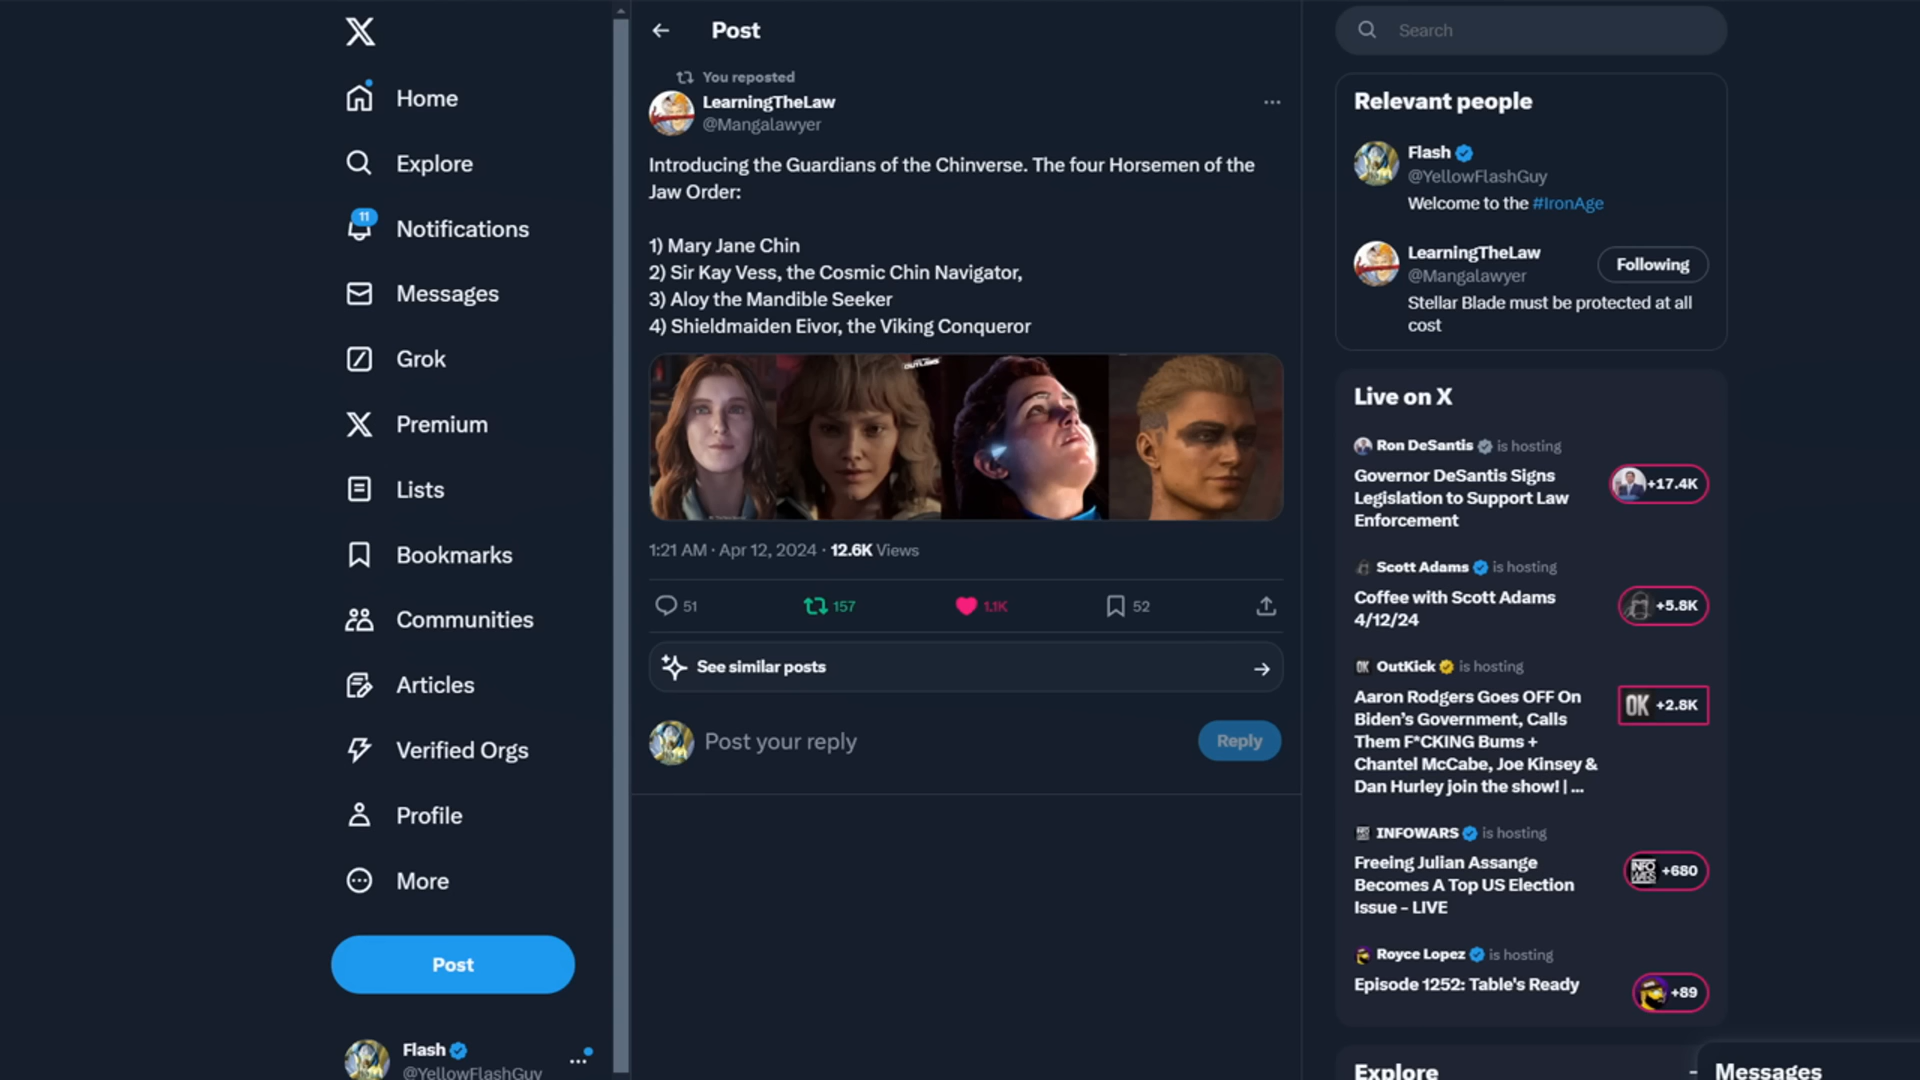 Home
Explore
11
Notifications
Messages
Grok
Premium
Lists
Bookmarks
Communities
Articles
Verified Orgs
Profile
More
Post
Flash
@YellowFlashGuy
Post
You reposted
LearningTheLaw
@Mangalawyer
Introducing the Guardians of the Chinverse. The four Horsemen of the
Jaw Order:
1) Mary Jane Chin
2) Sir Kay Vess, the Cosmic Chin Navigator,
3) Aloy the Mandible Seeker
4) Shieldmaiden Eivor, the Viking Conqueror
OUTLAWS
1:21 AM · Apr 12, 2024 · 12.6K Views
51
157
1.1K
52
See similar posts
Post your reply
Reply
Search
Relevant people
Flash
@YellowFlashGuy
Welcome to the #IronAge
LearningTheLaw
@Mangalawyer
Following
Stellar Blade must be protected at all
cost
Live on X
Ron DeSantis is hosting
Governor DeSantis Signs
Legislation to Support Law
Enforcement
+17.4K
Scott Adams is hosting
Coffee with Scott Adams
4/12/24
+5.8K
OK OutKick is hosting
Aaron Rodgers Goes OFF On
Biden's Government, Calls
Them F*CKING Bums +
Chantel McCabe, Joe Kinsey &
Dan Hurley join the show! | ...
OK +2.8K
INFOWARS is hosting
Freeing Julian Assange
Becomes A Top US Election
Issue – LIVE
INFO WARS +680
Royce Lopez is hosting
Episode 1252: Table's Ready
+89
Explore
Messages